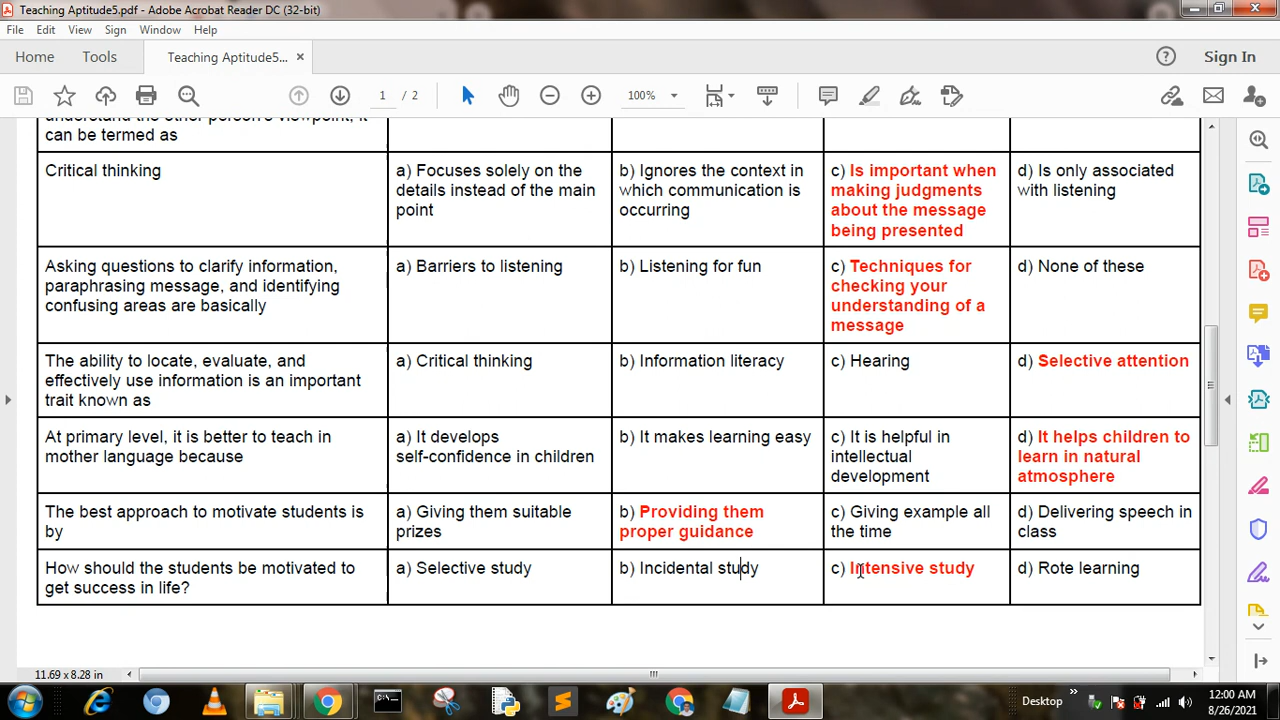 Teaching Aptitude5.pdf - Adobe Acrobat Reader DC (32-bit)
File Edit View Sign Window Help
Home Tools Teaching Aptitude5... × Sign In
1 / 2 100%
understand the other person's viewpoint, it
can be termed as
Critical thinking
a) Focuses solely on the
details instead of the main
point
b) Ignores the context in
which communication is
occurring
c) Is important when
making judgments
about the message
being presented
d) Is only associated
with listening
Asking questions to clarify information,
paraphrasing message, and identifying
confusing areas are basically
a) Barriers to listening
b) Listening for fun
c) Techniques for
checking your
understanding of a
message
d) None of these
The ability to locate, evaluate, and
effectively use information is an important
trait known as
a) Critical thinking
b) Information literacy
c) Hearing
d) Selective attention
At primary level, it is better to teach in
mother language because
a) It develops
self-confidence in children
b) It makes learning easy
c) It is helpful in
intellectual
development
d) It helps children to
learn in natural
atmosphere
The best approach to motivate students is
by
a) Giving them suitable
prizes
b) Providing them
proper guidance
c) Giving example all
the time
d) Delivering speech in
class
How should the students be motivated to
get success in life?
a) Selective study
b) Incidental study
c) Intensive study
d) Rote learning
11.69 x 8.28 in
Desktop
12:00 AM
8/26/2021